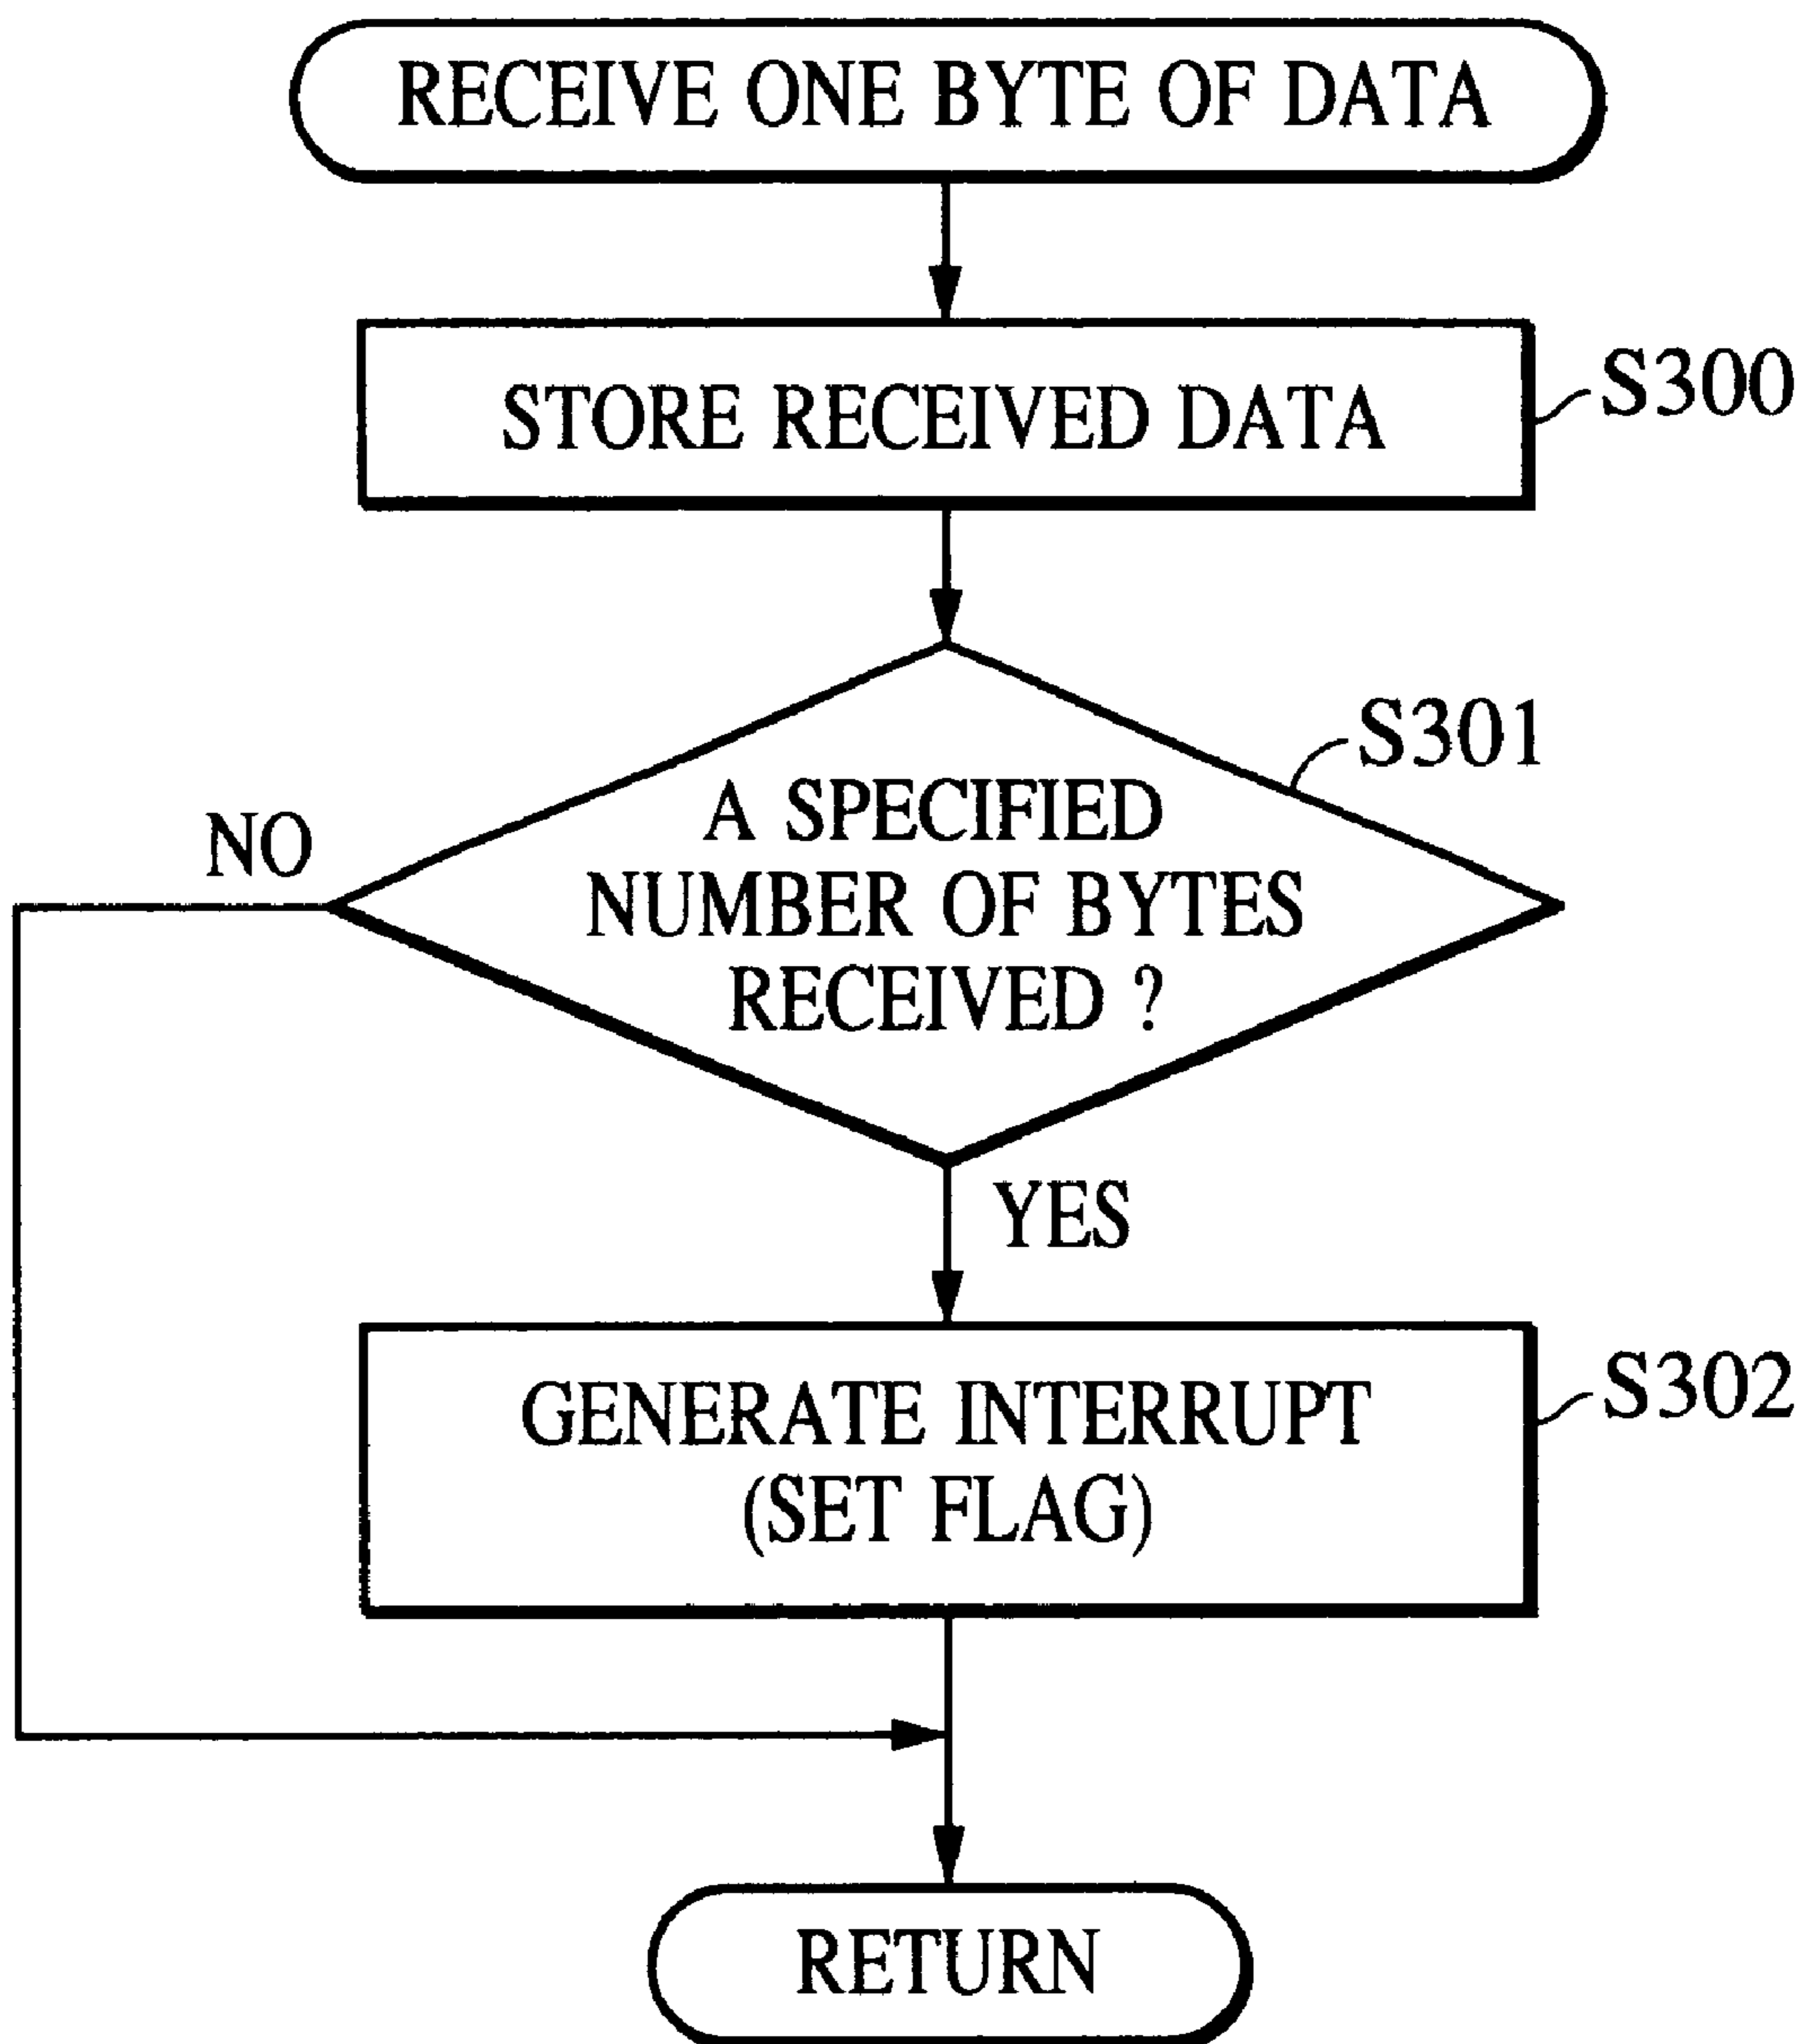 RECEIVE ONE BYTE OF DATA
STORE RECEIVED DATA
S300
S301
A SPECIFIED
NUMBER OF BYTES
RECEIVED ?
NO
YES
GENERATE INTERRUPT
(SET FLAG)
S302
RETURN